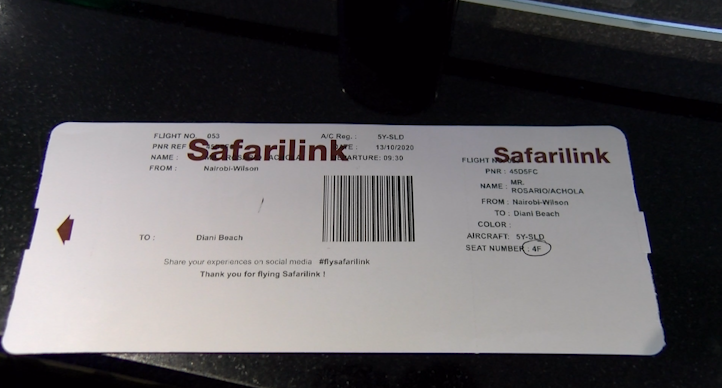 FLIGHT NO. 053 A/C Reg. : 5Y-SLD
PNR REF
Safarilink
13/10/2020
NAME : ACHOLA DEPARTURE: 09:30
FROM : Nairobi-Wilson
TO : Diani Beach
Share your experiences on social media #flysafarilink
Thank you for flying Safarilink !
Safarilink
FLIGHT
PNR : 45D5FC
NAME : MR.
ROSARIO/ACHOLA
FROM : Nairobi-Wilson
TO : Diani Beach
COLOR :
AIRCRAFT: 5Y-SLD
SEAT NUMBER : 4F